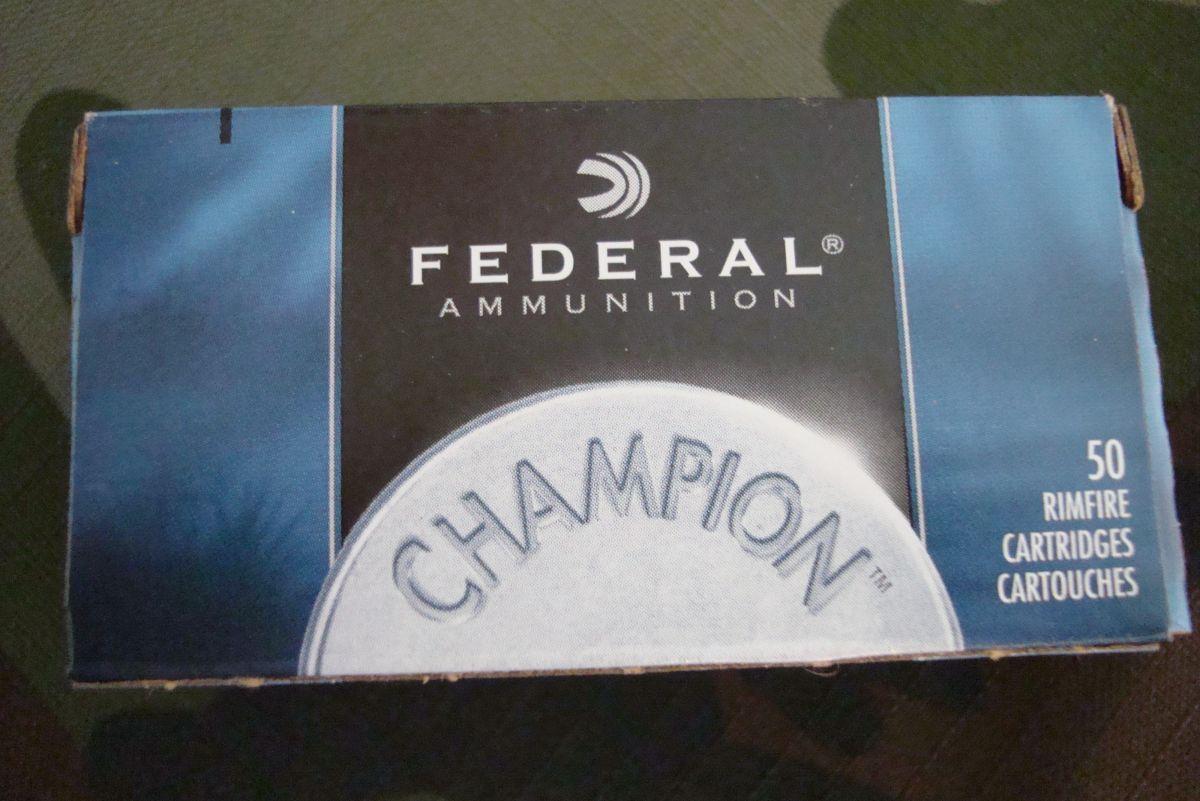 FEDERAL®
AMMUNITION
CHAMPION™
50
RIMFIRE
CARTRIDGES
CARTOUCHES